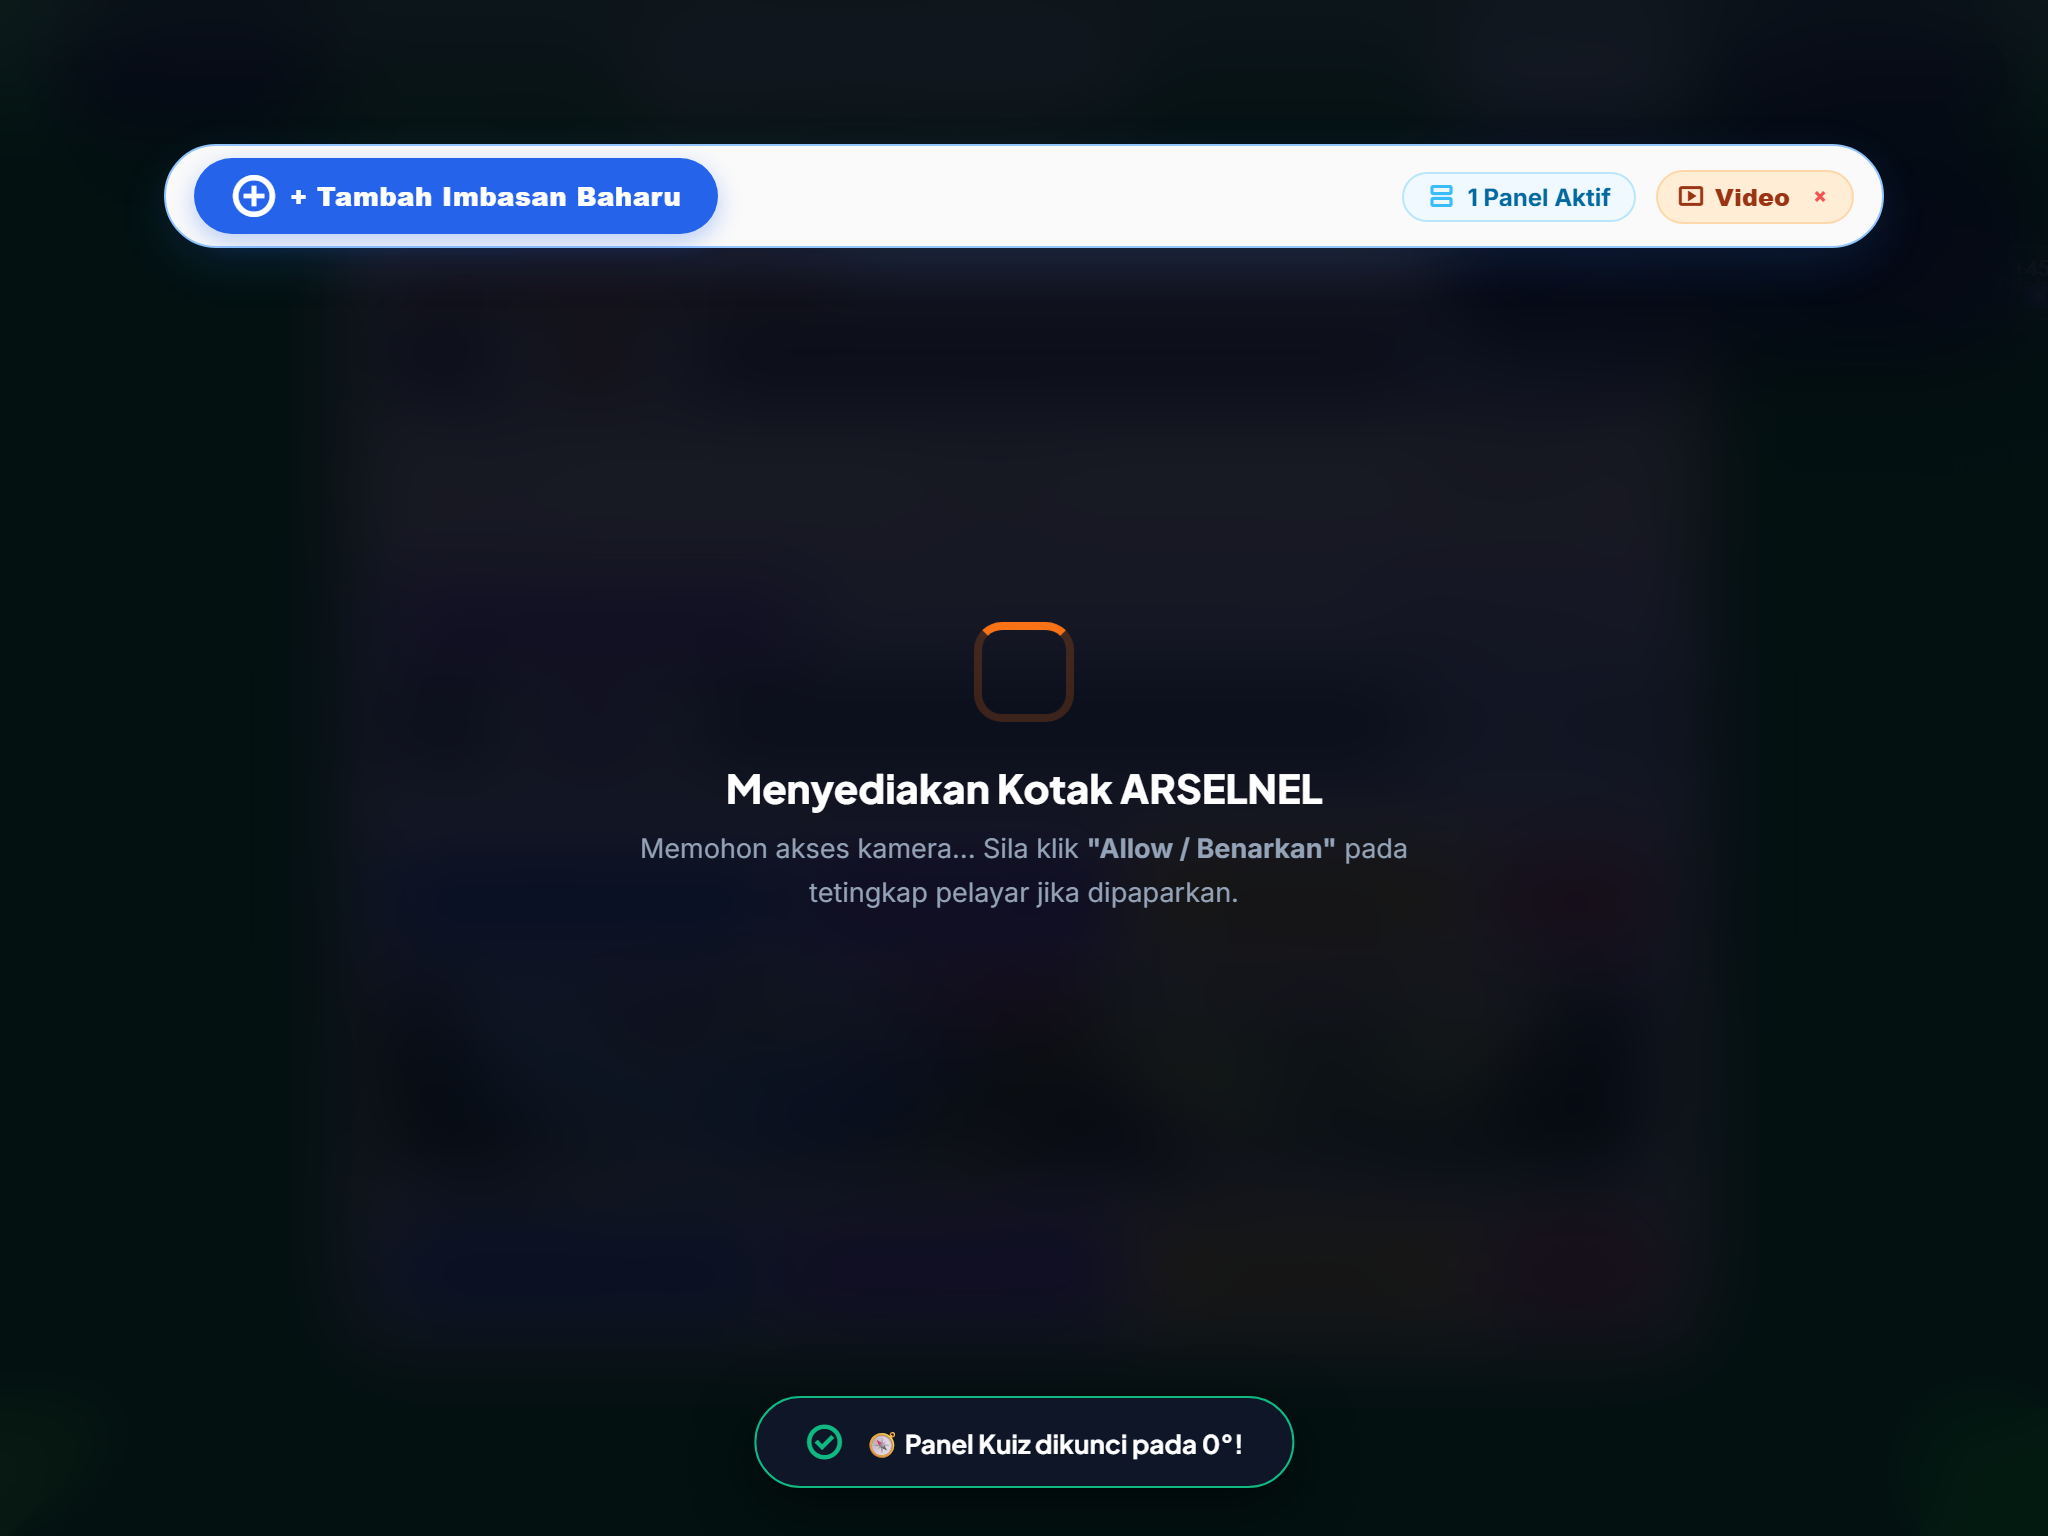 + Tambah Imbasan Baharu
1 Panel Aktif
Video ×
Menyediakan Kotak ARSELNEL
Memohon akses kamera... Sila klik "Allow / Benarkan" pada
tetingkap pelayar jika dipaparkan.
🧭 Panel Kuiz dikunci pada 0°!